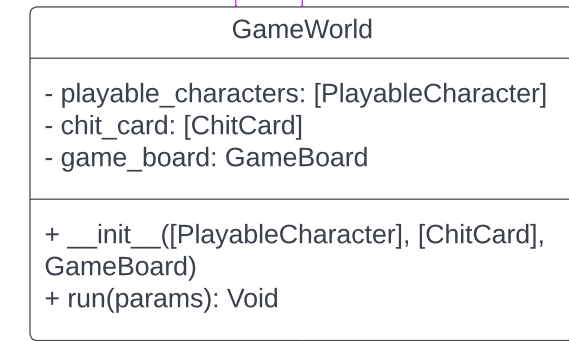 GameWorld
- playable_characters: [PlayableCharacter]
- chit_card: [ChitCard]
- game_board: GameBoard
+ __init__([PlayableCharacter], [ChitCard],
GameBoard)
+ run(params): Void